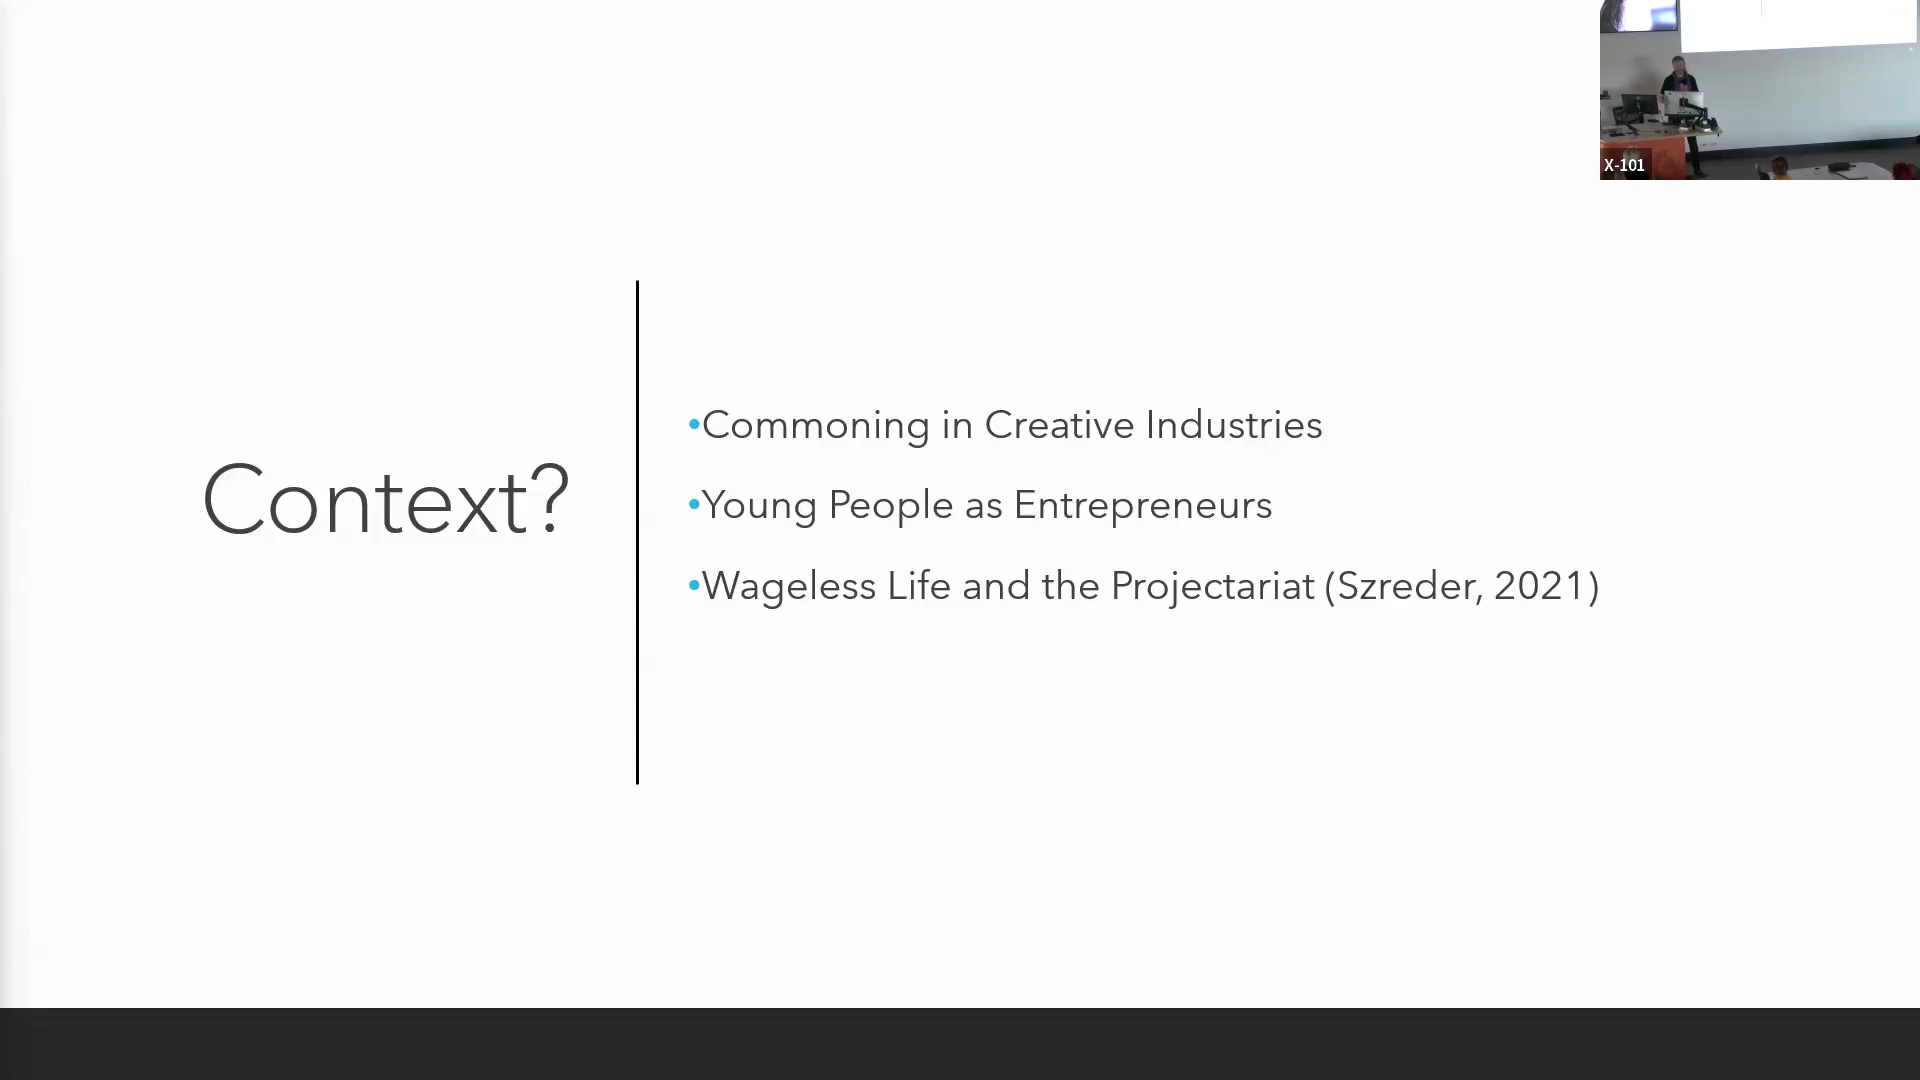 X-101
Context?
•Commoning in Creative Industries
•Young People as Entrepreneurs
•Wageless Life and the Projectariat (Szreder, 2021)